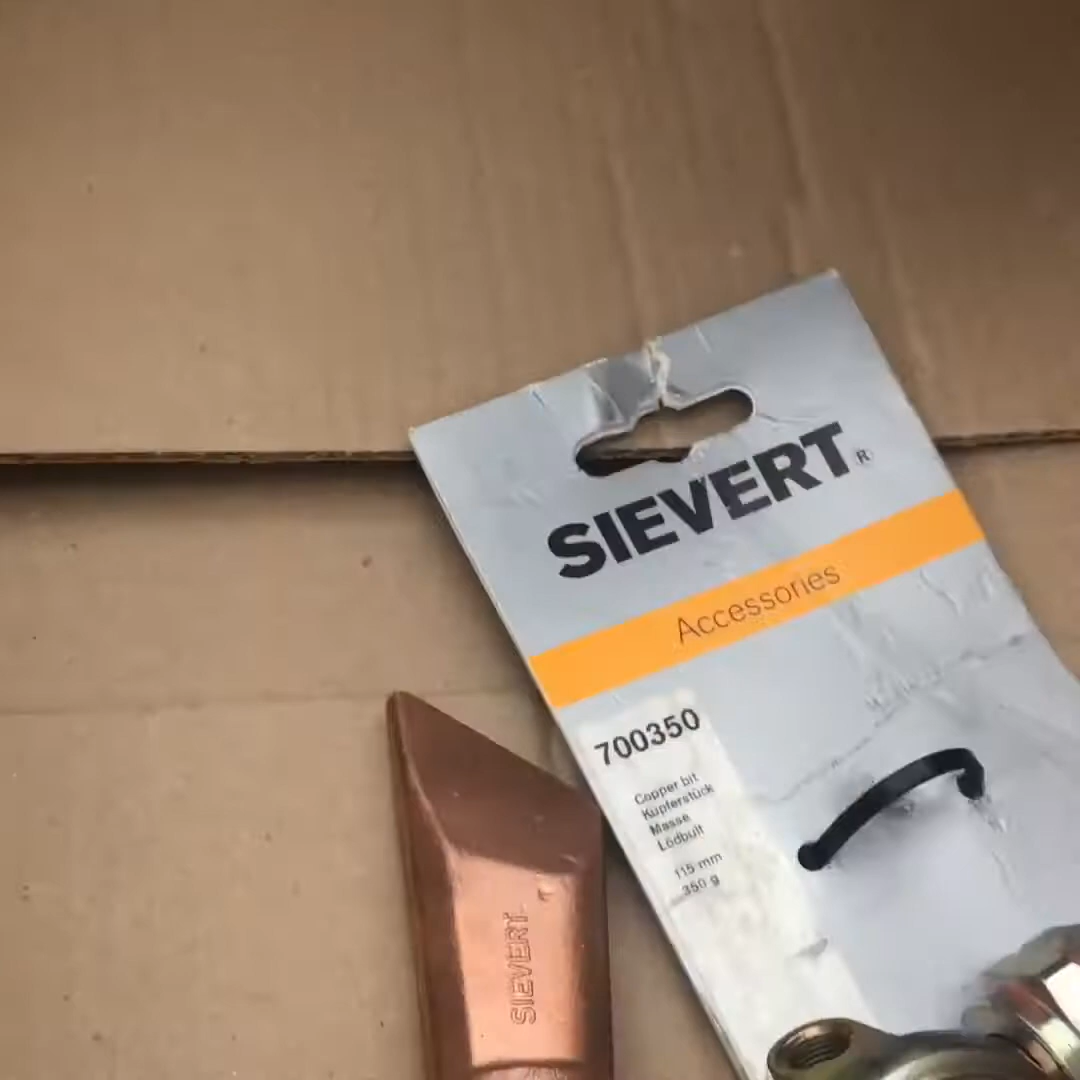 SIEVERT®
Accessories
700350
Copper bit
Kupferstück
Masse
Lödbult
115 mm
350 g
SIEVERT